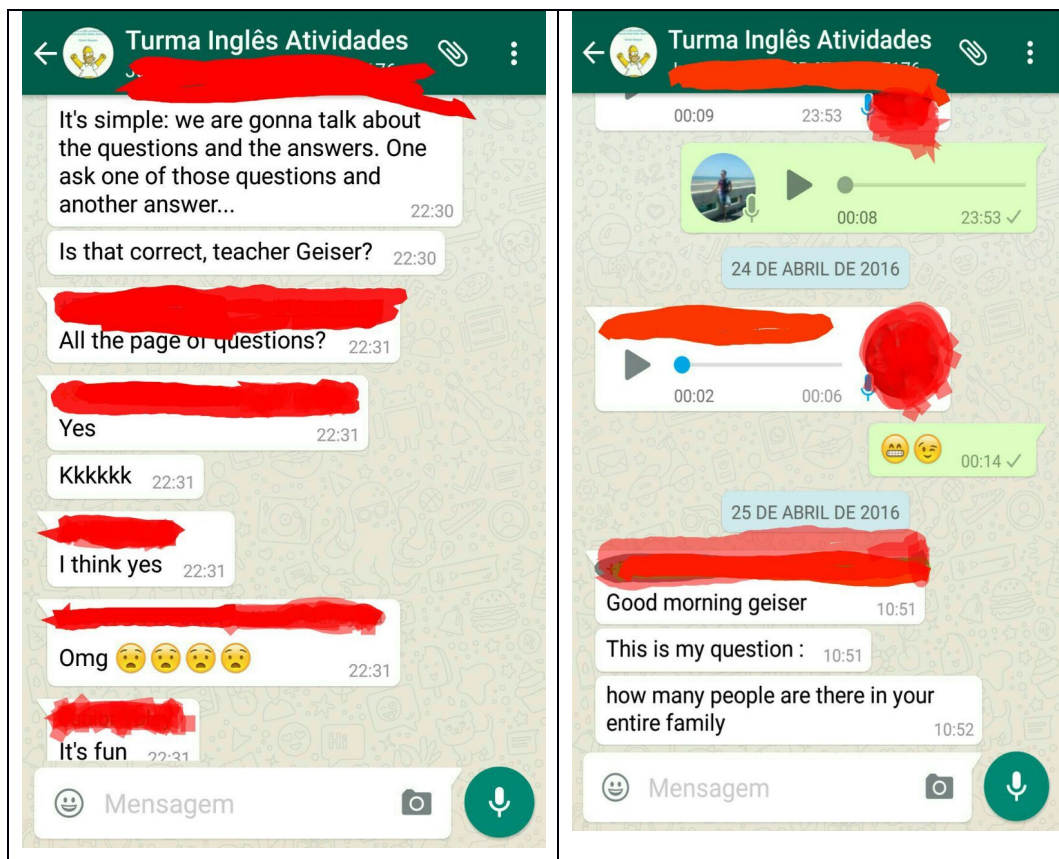 Turma Inglês Atividades
It's simple: we are gonna talk about
the questions and the answers. One
ask one of those questions and
another answer...
22:30
Is that correct, teacher Geiser? 22:30
All the page of questions? 22:31
Yes
22:31
Kkkkkk 22:31
I think yes 22:31
Omg 😧😧😧😧
22:31
It's fun 22:31
Mensagem
Turma Inglês Atividades
00:09 23:53
00:08 23:53
24 DE ABRIL DE 2016
00:02 00:06
😁😉 00:14
25 DE ABRIL DE 2016
Good morning geiser 10:51
This is my question : 10:51
how many people are there in your
entire family
10:52
Mensagem